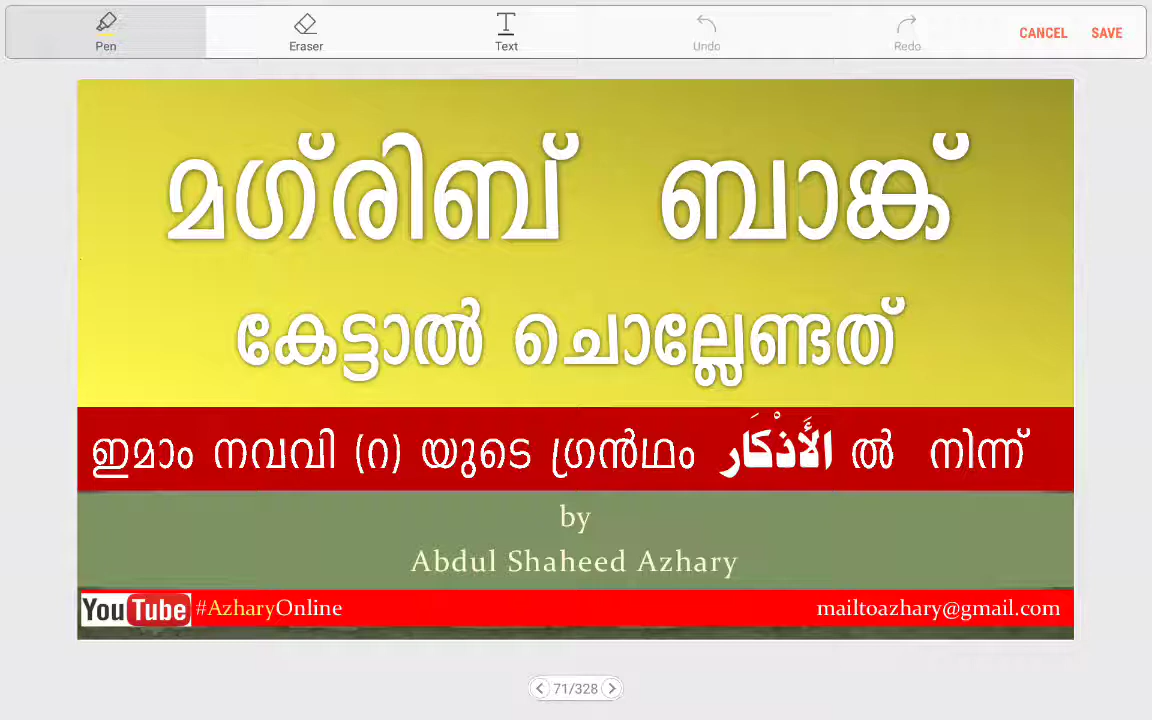 Pen Eraser Text Undo Redo CANCEL SAVE
മഗ്‌രിബ് ബാങ്ക്
കേട്ടാൽ ചൊല്ലേണ്ടത്
ഇമാം നവവി (റ) യുടെ ഗ്രൻഥം الأَذْكَار ൽ നിന്ന്
by
Abdul Shaheed Azhary
YouTube #AzharyOnline mailtoazhary@gmail.com
71/328